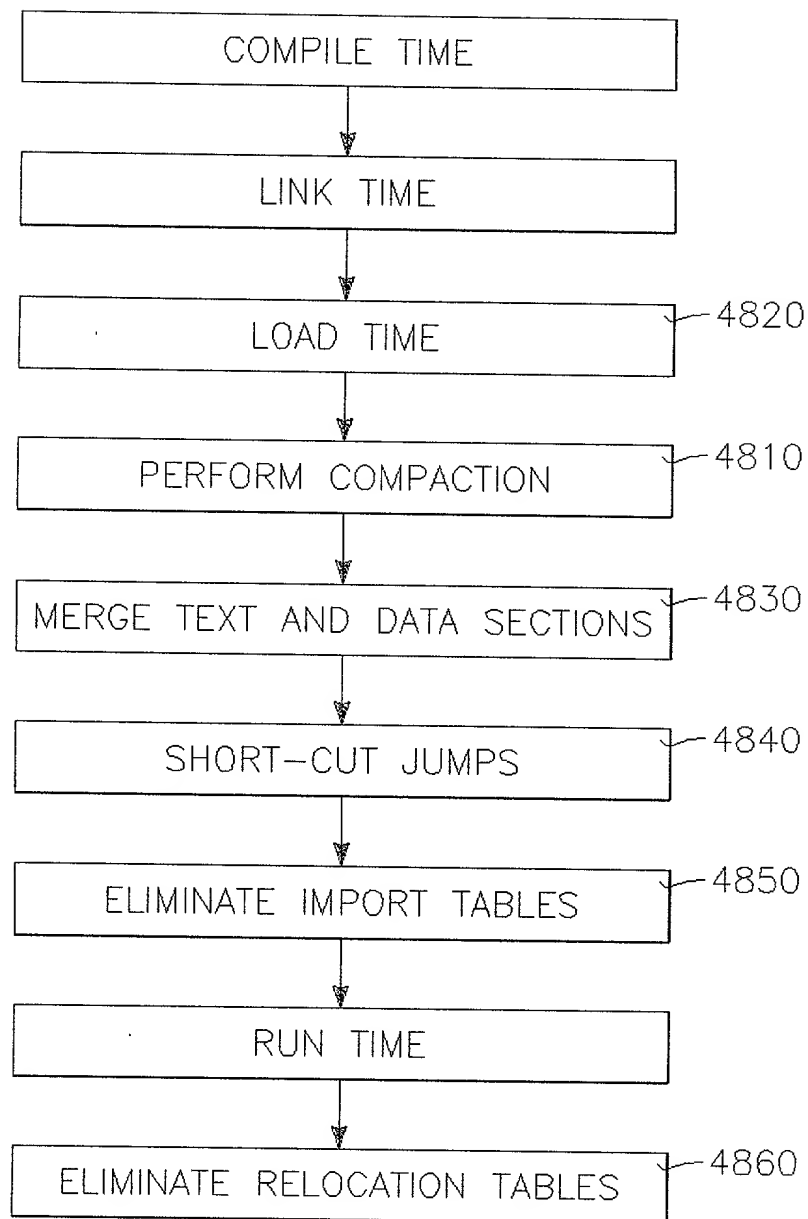 COMPILE TIME
LINK TIME
LOAD TIME
4820
PERFORM COMPACTION
4810
MERGE TEXT AND DATA SECTIONS
4830
SHORT-CUT JUMPS
4840
ELIMINATE IMPORT TABLES
4850
RUN TIME
ELIMINATE RELOCATION TABLES
4860